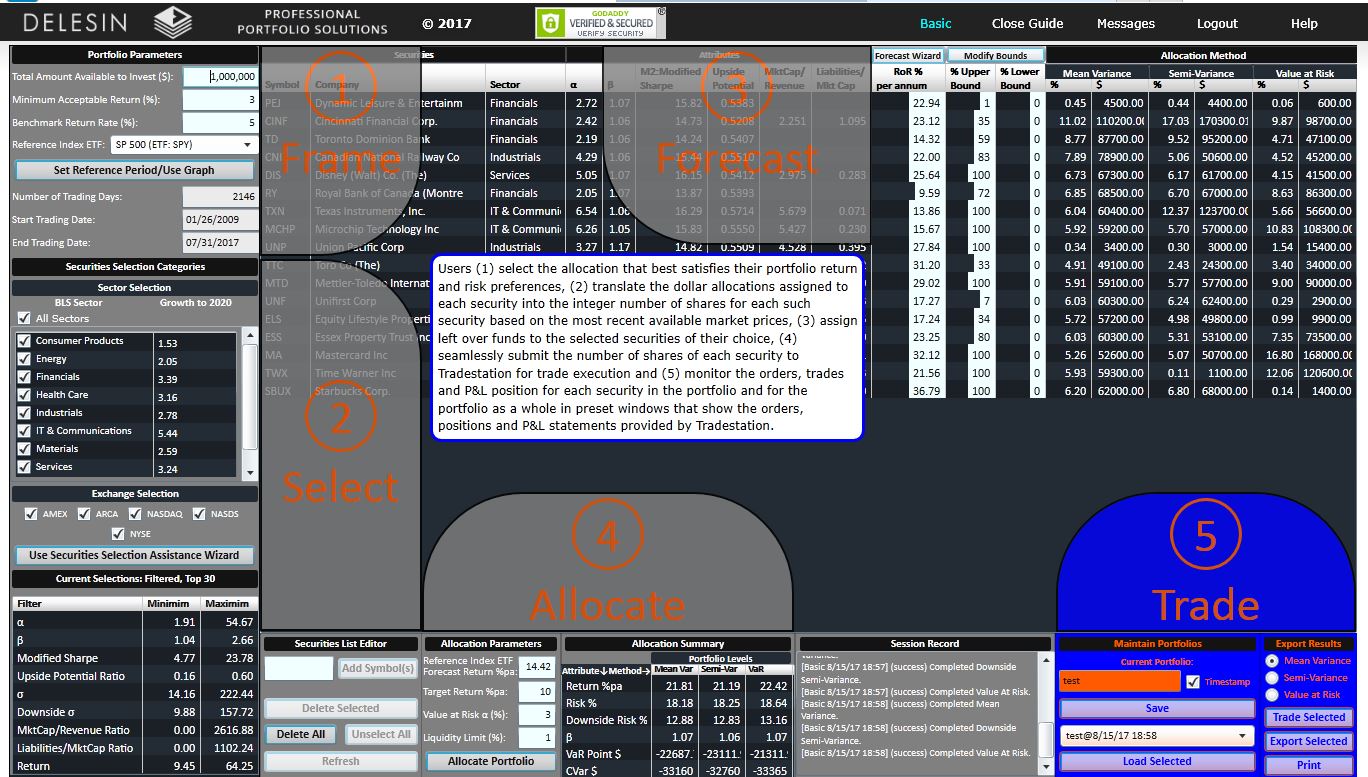 DELESIN PROFESSIONAL PORTFOLIO SOLUTIONS © 2017 GODADDY VERIFIED & SECURED VERIFY SECURITY Basic Close Guide Messages Logout Help
Portfolio Parameters
Total Amount Available to Invest ($): 1,000,000
Minimum Acceptable Return (%): 3
Benchmark Return Rate (%): 5
Reference Index ETF: SP 500 (ETF: SPY)
Set Reference Period/Use Graph
Number of Trading Days: 2146
Start Trading Date: 01/26/2009
End Trading Date: 07/31/2017
Securities Selection Categories
Sector Selection
BLS Sector Growth to 2020
All Sectors
Consumer Products 1.53
Energy 2.05
Financials 3.39
Health Care 3.16
Industrials 2.78
IT & Communications 5.44
Materials 2.59
Services 3.24
Exchange Selection
AMEX ARCA NASDAQ NASDS
NYSE
Use Securities Selection Assistance Wizard
Current Selections: Filtered, Top 30
Filter Minimim Maximim
α 1.91 54.67
β 1.04 2.66
Modified Sharpe 4.77 23.78
Upside Potential Ratio 0.16 0.60
σ 14.16 222.44
Downside σ 9.88 157.72
MktCap/Revenue Ratio 0.00 2616.88
Liabilities/MktCap Ratio 0.00 1102.24
Return 9.45 64.25
Securities Attributes Forecast Wizard Modify Bounds Allocation Method
Symbol Company Sector α β M2:Modified Sharpe Upside Potential MktCap/ Revenue Liabilities/ Mkt Cap RoR % per annum % Upper Bound % Lower Bound Mean Variance Semi-Variance Value at Risk
% $ % $ % $
PEJ Dynamic Leisure & Entertainm Financials 2.72 1.07 15.82 0.5383 22.94 1 0 0.45 4500.00 0.44 4400.00 0.06 600.00
CINF Cincinnati Financial Corp. Financials 2.42 1.06 14.73 0.5208 2.251 1.095 23.12 35 0 11.02 110200.00 17.03 170300.01 9.87 98700.00
TD Toronto Dominion Bank Financials 2.19 1.06 14.24 0.5407 14.32 59 0 8.77 87700.00 9.52 95200.00 4.71 47100.00
CNI Canadian National Railway Co Industrials 4.29 1.06 15.44 0.5510 22.00 83 0 7.89 78900.00 5.06 50600.00 4.52 45200.00
DIS Disney (Walt) Co. (The) Services 5.05 1.07 16.15 0.5412 2.975 0.283 25.64 100 0 6.73 67300.00 6.17 61700.00 4.15 41500.00
RY Royal Bank of Canada (Montre Financials 2.05 1.07 13.87 0.5393 9.59 72 0 6.85 68500.00 6.70 67000.00 8.63 86300.00
TXN Texas Instruments, Inc. IT & Communi 6.54 1.06 16.29 0.5714 5.679 0.071 13.86 100 0 6.04 60400.00 12.37 123700.00 5.66 56600.00
MCHP Microchip Technology Inc IT & Communi 6.26 1.05 15.83 0.5550 5.427 0.230 15.67 100 0 5.92 59200.00 5.70 57000.00 10.83 108300.00
UNP Union Pacific Corp Industrials 3.27 1.17 14.82 0.5509 4.528 0.395 27.84 100 0 0.34 3400.00 0.30 3000.00 1.54 15400.00
TTC Toro Co (The) 31.20 33 0 4.91 49100.00 2.43 24300.00 3.40 34000.00
MTD Mettler-Toledo Internat 29.02 100 0 5.91 59100.00 5.77 57700.00 9.00 90000.00
UNF Unifirst Corp 17.27 7 0 6.03 60300.00 6.24 62400.00 0.29 2900.00
ELS Equity Lifestyle Properti 17.24 34 0 5.72 57200.00 4.98 49800.00 0.99 9900.00
ESS Essex Property Trust Inc 23.25 80 0 6.03 60300.00 5.31 53100.00 7.35 73500.00
MA Mastercard Inc 32.12 100 0 5.26 52600.00 5.07 50700.00 16.80 168000.00
TWX Time Warner Inc 21.56 100 0 5.93 59300.00 0.11 1100.00 12.06 120600.00
SBUX Starbucks Corp. 36.79 100 0 6.20 62000.00 6.80 68000.00 0.14 1400.00
1
Frame
3
Forecast
2
Select
Users (1) select the allocation that best satisfies their portfolio return
and risk preferences, (2) translate the dollar allocations assigned to
each security into the integer number of shares for each such
security based on the most recent available market prices, (3) assign
left over funds to the selected securities of their choice, (4)
seamlessly submit the number of shares of each security to
Tradestation for trade execution and (5) monitor the orders, trades
and P&L position for each security in the portfolio and for the
portfolio as a whole in preset windows that show the orders,
positions and P&L statements provided by Tradestation.
4
Allocate
5
Trade
Securities List Editor
Add Symbol(s)
Delete Selected
Delete All Unselect All
Refresh
Allocation Parameters
Reference Index ETF
Forecast Return %pa: 14.42
Target Return %pa: 10
Value at Risk α (%): 3
Liquidity Limit (%): 1
Allocate Portfolio
Allocation Summary
Portfolio Levels
Attribute↓Method→ Mean Var Semi-Var VaR
Return %pa 21.81 21.19 22.42
Risk % 18.18 18.25 18.64
Downside Risk % 12.88 12.83 13.16
β 1.07 1.06 1.07
VaR Point $ -22687. -23111. -21311.
CVar $ -33160 -32760 -33365
Session Record
Variance.
[Basic 8/15/17 18:57] (success) Completed Downside
Semi-Variance.
[Basic 8/15/17 18:57] (success) Completed Value At Risk.
[Basic 8/15/17 18:58] (success) Completed Mean
Variance.
[Basic 8/15/17 18:58] (success) Completed Downside
Semi-Variance.
[Basic 8/15/17 18:58] (success) Completed Value At Risk.
Maintain Portfolios
Current Portfolio:
test Timestamp
Save
test@8/15/17 18:58
Load Selected
Export Results
Mean Variance
Semi-Variance
Value at Risk
Trade Selected
Export Selected
Print